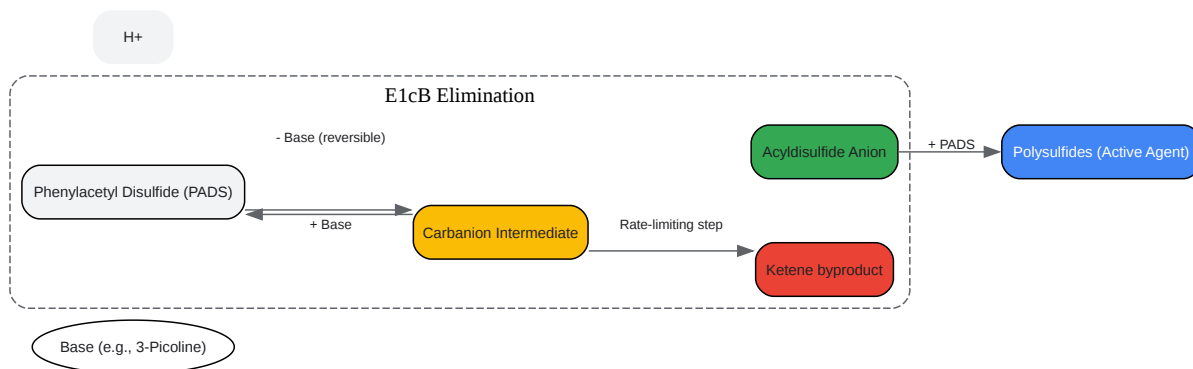 H+
E1cB Elimination
- Base (reversible)
Acyldisulfide Anion
+ PADS
Polysulfides (Active Agent)
Phenylacetyl Disulfide (PADS)
+ Base
Carbanion Intermediate
Rate-limiting step
Ketene byproduct
Base (e.g., 3-Picoline)